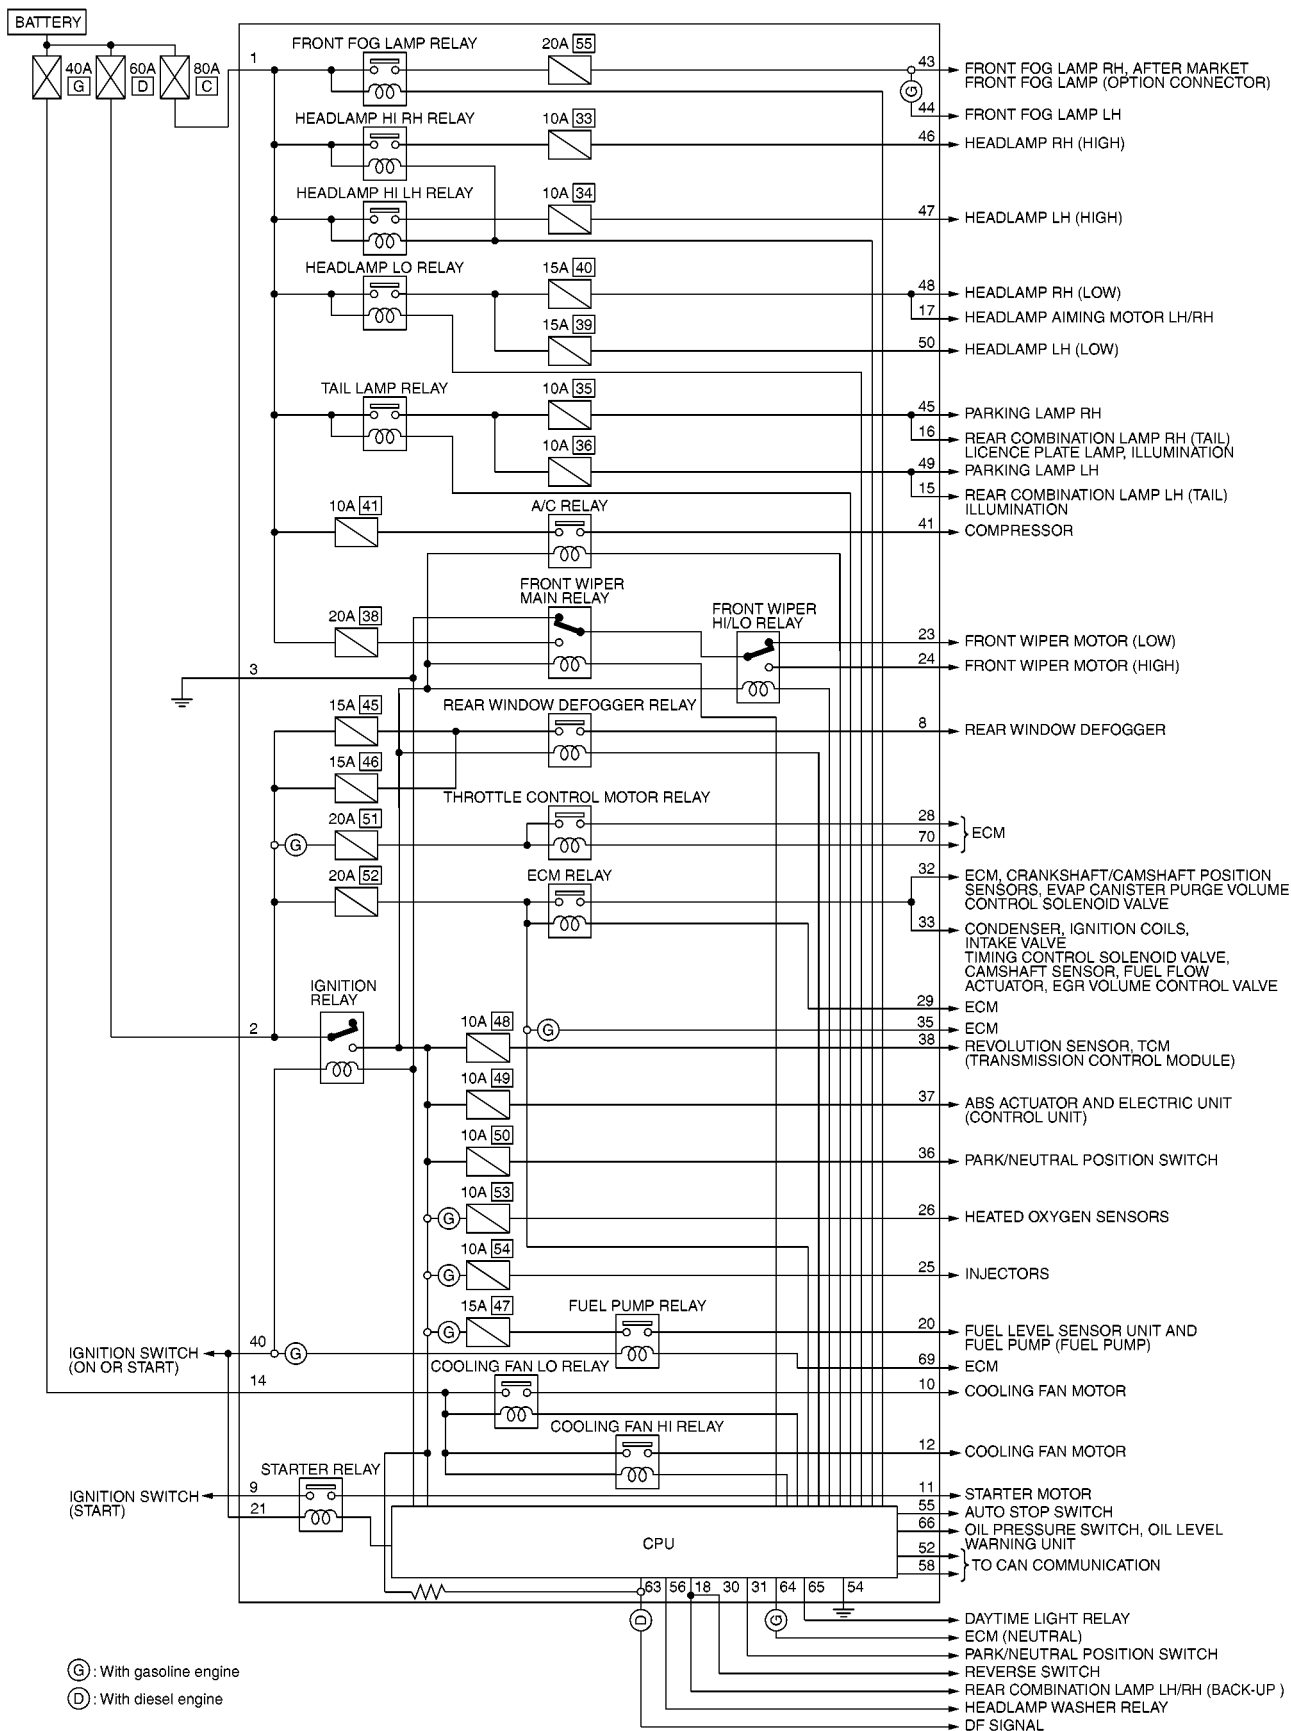 BATTERY
40A G
60A D
80A C
1
FRONT FOG LAMP RELAY
20A 55
43
FRONT FOG LAMP RH, AFTER MARKET
FRONT FOG LAMP (OPTION CONNECTOR)
G
44
FRONT FOG LAMP LH
HEADLAMP HI RH RELAY
10A 33
46
HEADLAMP RH (HIGH)
HEADLAMP HI LH RELAY
10A 34
47
HEADLAMP LH (HIGH)
HEADLAMP LO RELAY
15A 40
48
HEADLAMP RH (LOW)
17
HEADLAMP AIMING MOTOR LH/RH
15A 39
50
HEADLAMP LH (LOW)
TAIL LAMP RELAY
10A 35
45
PARKING LAMP RH
16
REAR COMBINATION LAMP RH (TAIL)
LICENCE PLATE LAMP, ILLUMINATION
10A 36
49
PARKING LAMP LH
15
REAR COMBINATION LAMP LH (TAIL)
ILLUMINATION
10A 41
A/C RELAY
41
COMPRESSOR
FRONT WIPER
MAIN RELAY
20A 38
FRONT WIPER
HI/LO RELAY
23
FRONT WIPER MOTOR (LOW)
24
FRONT WIPER MOTOR (HIGH)
3
15A 45
REAR WINDOW DEFOGGER RELAY
8
REAR WINDOW DEFOGGER
15A 46
THROTTLE CONTROL MOTOR RELAY
G
20A 51
28
70
ECM
20A 52
ECM RELAY
32
ECM, CRANKSHAFT/CAMSHAFT POSITION
SENSORS, EVAP CANISTER PURGE VOLUME
CONTROL SOLENOID VALVE
33
CONDENSER, IGNITION COILS,
INTAKE VALVE
TIMING CONTROL SOLENOID VALVE,
CAMSHAFT SENSOR, FUEL FLOW
ACTUATOR, EGR VOLUME CONTROL VALVE
IGNITION
RELAY
29
ECM
2
G
35
ECM
10A 48
38
REVOLUTION SENSOR, TCM
(TRANSMISSION CONTROL MODULE)
10A 49
37
ABS ACTUATOR AND ELECTRIC UNIT
(CONTROL UNIT)
10A 50
36
PARK/NEUTRAL POSITION SWITCH
G
10A 53
26
HEATED OXYGEN SENSORS
G
10A 54
25
INJECTORS
G
15A 47
FUEL PUMP RELAY
20
FUEL LEVEL SENSOR UNIT AND
FUEL PUMP (FUEL PUMP)
IGNITION SWITCH
(ON OR START)
40
G
69
ECM
COOLING FAN LO RELAY
14
10
COOLING FAN MOTOR
COOLING FAN HI RELAY
12
COOLING FAN MOTOR
STARTER RELAY
IGNITION SWITCH
(START)
9
11
STARTER MOTOR
21
55
AUTO STOP SWITCH
66
OIL PRESSURE SWITCH, OIL LEVEL
WARNING UNIT
CPU
52
58
TO CAN COMMUNICATION
63 56 18 30 31 64 65 54
D
G
DAYTIME LIGHT RELAY
ECM (NEUTRAL)
PARK/NEUTRAL POSITION SWITCH
REVERSE SWITCH
REAR COMBINATION LAMP LH/RH (BACK-UP )
HEADLAMP WASHER RELAY
DF SIGNAL
G : With gasoline engine
D : With diesel engine